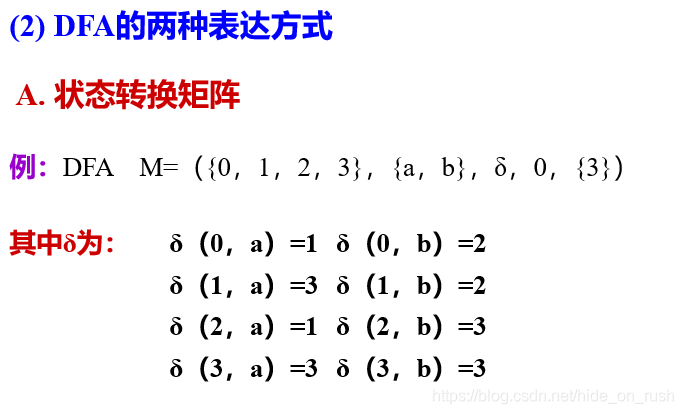 (2) DFA的两种表达方式
A. 状态转换矩阵
例：DFA M=（{0，1，2，3}，{a，b}，δ，0，{3}）
其中δ为： δ（0，a）=1 δ（0，b）=2
δ（1，a）=3 δ（1，b）=2
δ（2，a）=1 δ（2，b）=3
δ（3，a）=3 δ（3，b）=3
https://blog.csdn.net/hide_on_rush